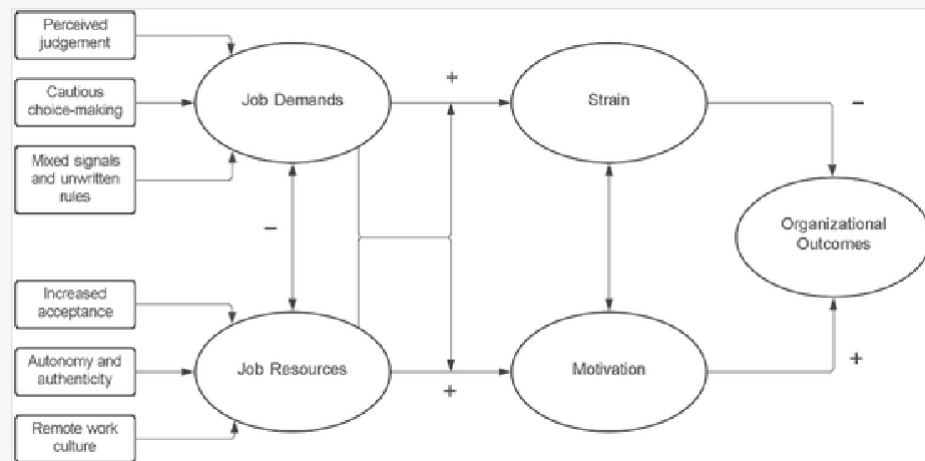 Perceived
judgement
Cautious
choice-making
Mixed signals
and unwritten
rules
Increased
acceptance
Autonomy and
authenticity
Remote work
culture
Job Demands
–
Job Resources
+
+
Strain
Motivation
–
Organizational
Outcomes
+